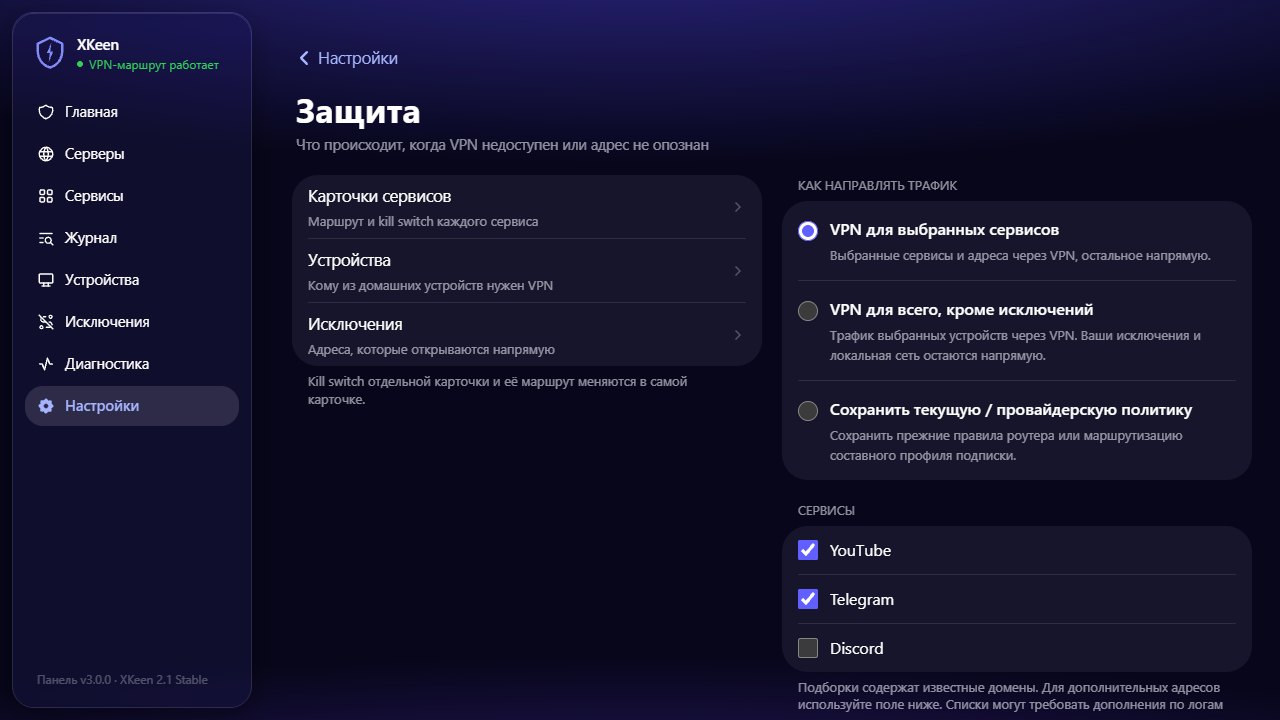 XKeen
VPN-маршрут работает
Главная
Серверы
Сервисы
Журнал
Устройства
Исключения
Диагностика
Настройки
Панель v3.0.0 · XKeen 2.1 Stable
Настройки
Защита
Что происходит, когда VPN недоступен или адрес не опознан
Карточки сервисов
Маршрут и kill switch каждого сервиса
Устройства
Кому из домашних устройств нужен VPN
Исключения
Адреса, которые открываются напрямую
Kill switch отдельной карточки и её маршрут меняются в самой
карточке.
КАК НАПРАВЛЯТЬ ТРАФИК
VPN для выбранных сервисов
Выбранные сервисы и адреса через VPN, остальное напрямую.
VPN для всего, кроме исключений
Трафик выбранных устройств через VPN. Ваши исключения и
локальная сеть остаются напрямую.
Сохранить текущую / провайдерскую политику
Сохранить прежние правила роутера или маршрутизацию
составного профиля подписки.
СЕРВИСЫ
YouTube
Telegram
Discord
Подборки содержат известные домены. Для дополнительных адресов
используйте поле ниже. Списки могут требовать дополнения по логам